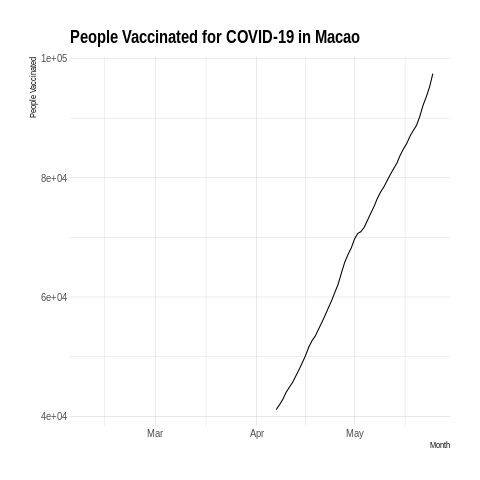 People Vaccinated for COVID-19 in Macao
People Vaccinated
1e+05
8e+04
6e+04
4e+04
Mar
Apr
May
Month